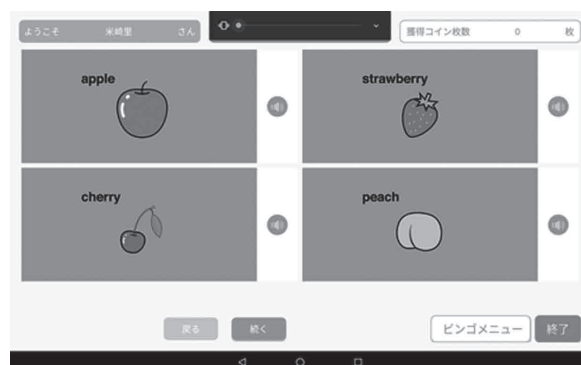 ようこそ 米崎里 さん
獲得コイン枚数 0 枚
apple
strawberry
cherry
peach
戻る
続く
ビンゴメニュー
終了